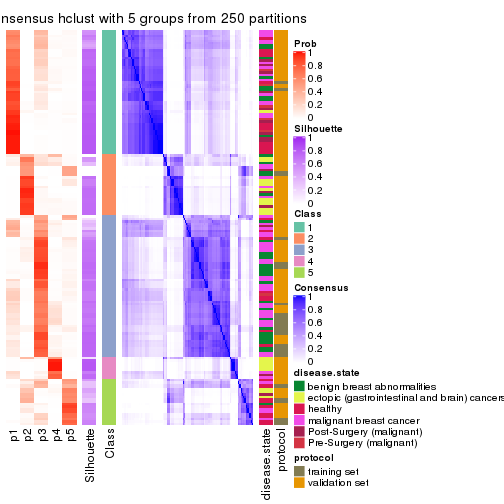 nsensus hclust with 5 groups from 250 partitions
Prob
1
0.8
0.6
0.4
0.2
0
Silhouette
1
0.8
0.6
0.4
0.2
0
Class
1
2
3
4
5
Consensus
1
0.8
0.6
0.4
0.2
0
disease.state
benign breast abnormalities
ectopic (gastrointestinal and brain) cancers
healthy
malignant breast cancer
Post-Surgery (malignant)
Pre-Surgery (malignant)
protocol
training set
validation set
p1
p2
p3
p4
p5
Silhouette
Class
disease.state
protocol